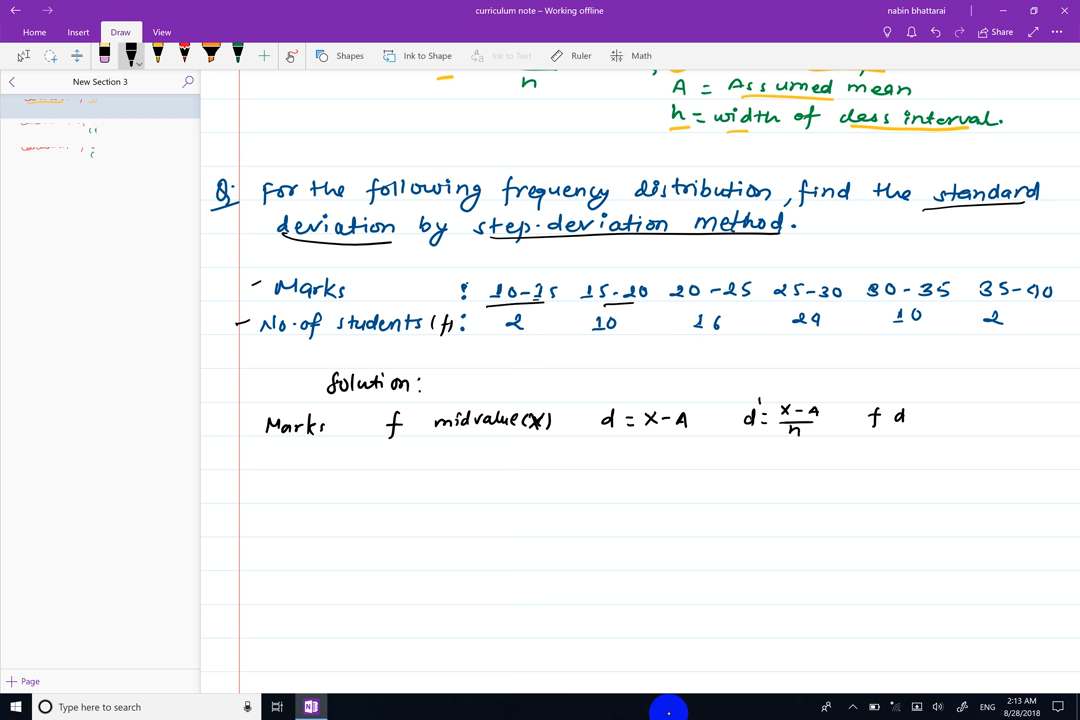 curriculum note – Working offline
nabin bhattarai
Home Insert Draw View
Share
Shapes Ink to Shape Ink to Text Ruler Math
New Section 3
n
A = Assumed mean
h = width of class interval.
Q: For the following frequency distribution, find the standard
deviation by step-deviation method.
Marks : 10-15 15-20 20-25 25-30 30-35 35-40
No. of students (f) : 2 10 16 24 10 2
Solution:
Marks f midvalue(X) d = X-A d' = X-A/h f d
+ Page
Type here to search
ENG
2:13 AM
8/28/2018